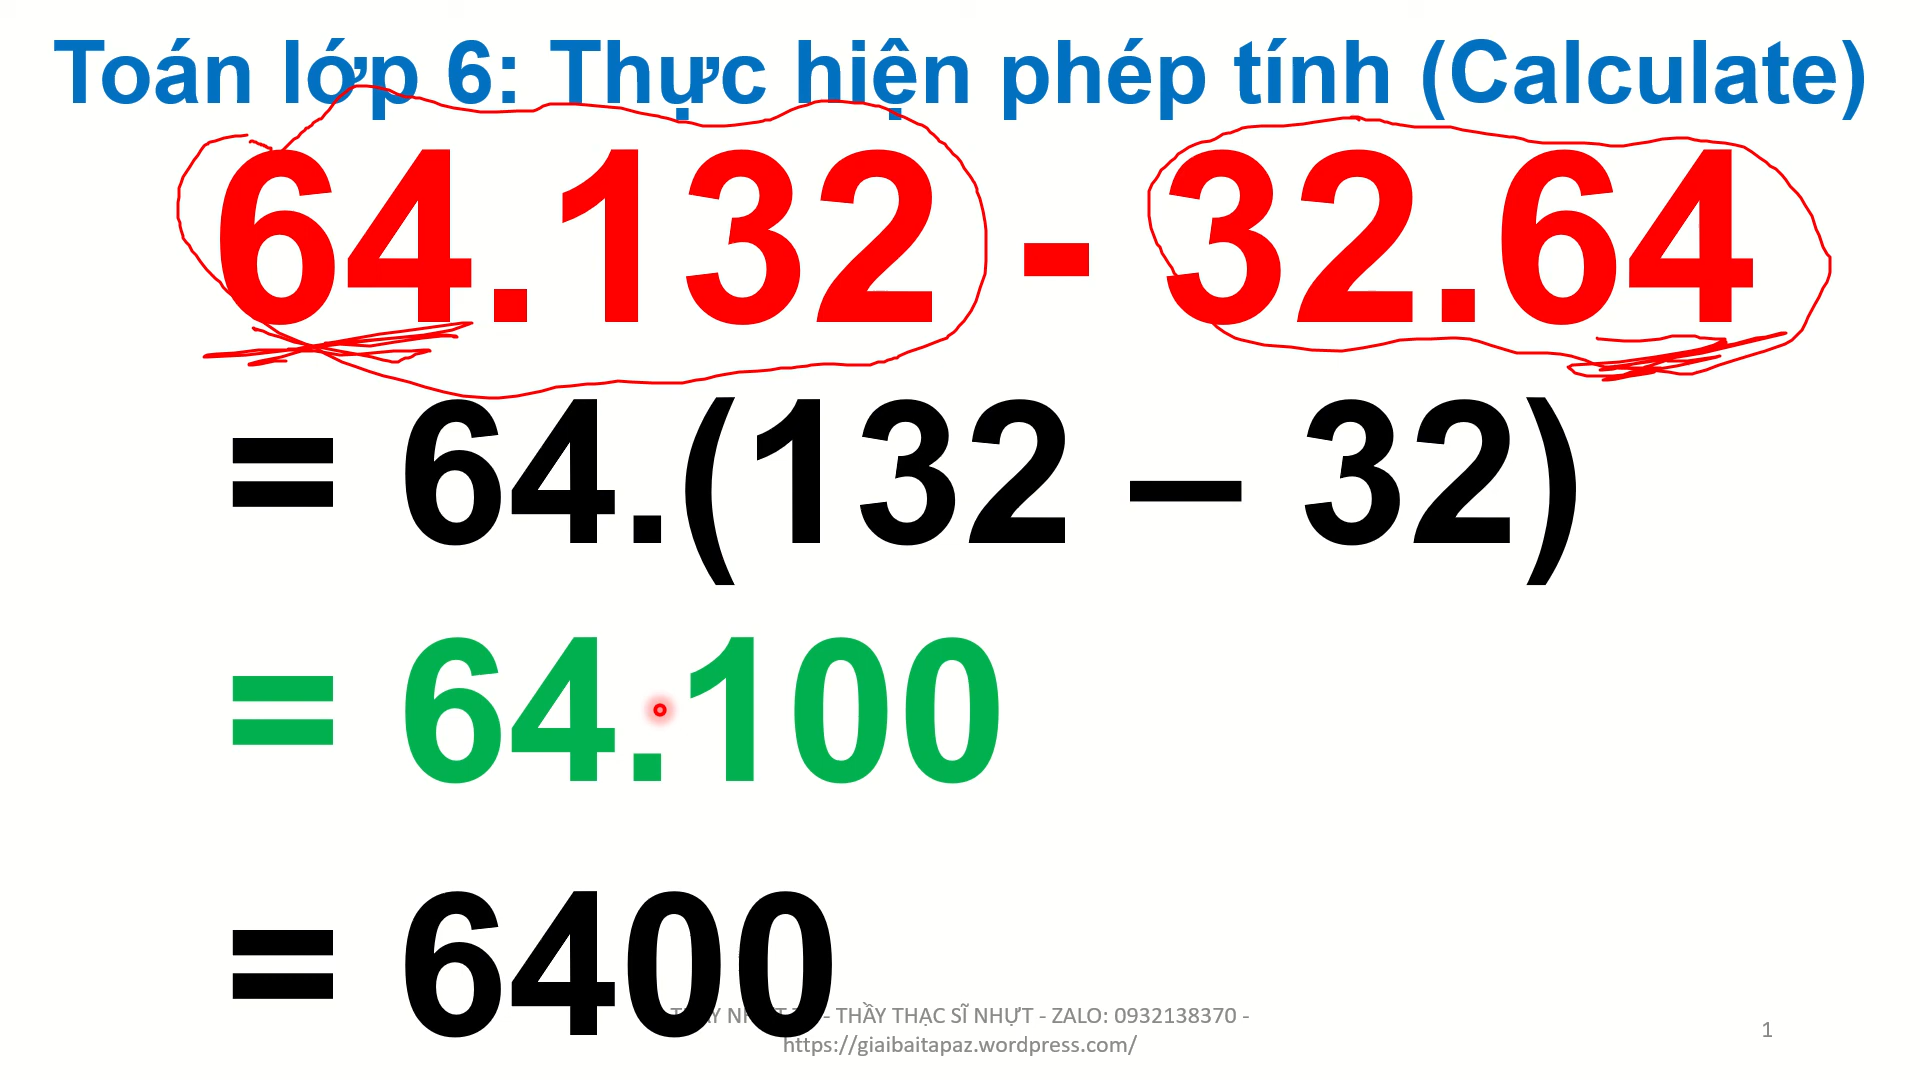 Toán lớp 6: Thực hiện phép tính (Calculate)
64.132 - 32.64
= 64.(132 – 32)
= 64.100
= 6400
- THẦY THẠC SĨ NHỰT - ZALO: 0932138370 -
https://giaibaitapaz.wordpress.com/
1